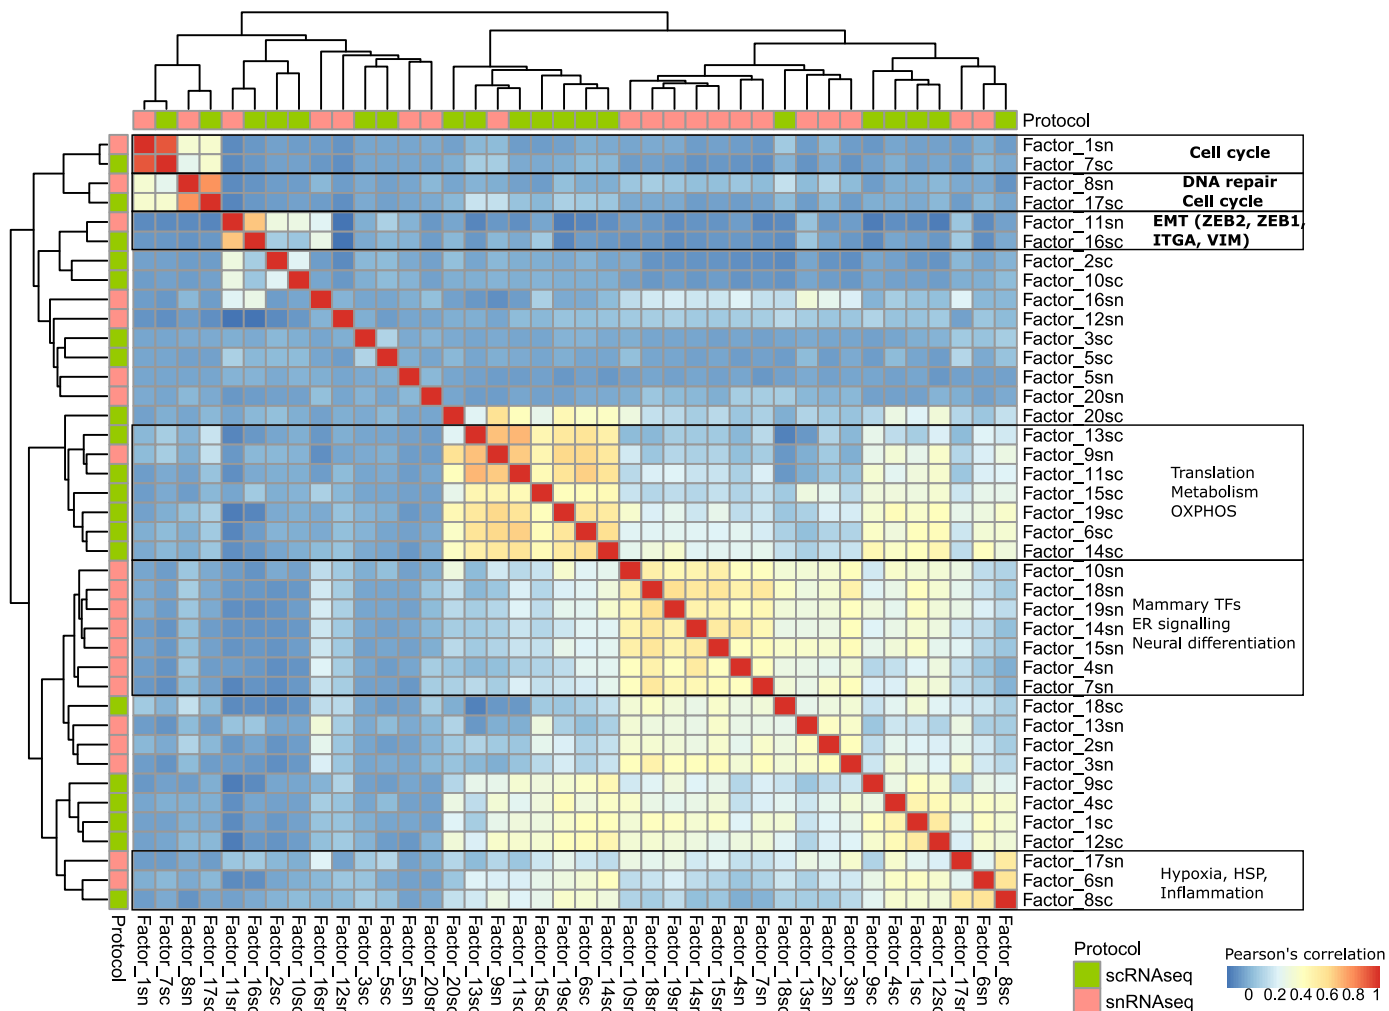 Protocol
Factor_1sn
Factor_7sc
Cell cycle
Factor_8sn
Factor_17sc
DNA repair
Cell cycle
Factor_11sn
Factor_16sc
EMT (ZEB2, ZEB1,
ITGA, VIM)
Factor_2sc
Factor_10sc
Factor_16sn
Factor_12sn
Factor_3sc
Factor_5sc
Factor_5sn
Factor_20sn
Factor_20sc
Factor_13sc
Factor_9sn
Factor_11sc
Factor_15sc
Factor_19sc
Factor_6sc
Factor_14sc
Translation
Metabolism
OXPHOS
Factor_10sn
Factor_18sn
Factor_19sn
Factor_14sn
Factor_15sn
Factor_4sn
Factor_7sn
Mammary TFs
ER signalling
Neural differentiation
Factor_18sc
Factor_13sn
Factor_2sn
Factor_3sn
Factor_9sc
Factor_4sc
Factor_1sc
Factor_12sc
Factor_17sn
Factor_6sn
Factor_8sc
Hypoxia, HSP,
Inflammation
Protocol
Factor_1sn
Factor_7sc
Factor_8sn
Factor_17sc
Factor_11sn
Factor_16sc
Factor_2sc
Factor_10sc
Factor_16sn
Factor_12sn
Factor_3sc
Factor_5sc
Factor_5sn
Factor_20sn
Factor_20sc
Factor_13sc
Factor_9sn
Factor_11sc
Factor_15sc
Factor_19sc
Factor_6sc
Factor_14sc
Factor_10sn
Factor_18sn
Factor_19sn
Factor_14sn
Factor_15sn
Factor_4sn
Factor_7sn
Factor_18sc
Factor_13sn
Factor_2sn
Factor_3sn
Factor_9sc
Factor_4sc
Factor_1sc
Factor_12sc
Factor_17sn
Factor_6sn
Factor_8sc
Protocol
scRNAseq
snRNAseq
Pearson's correlation
0 0.2 0.4 0.6 0.8 1